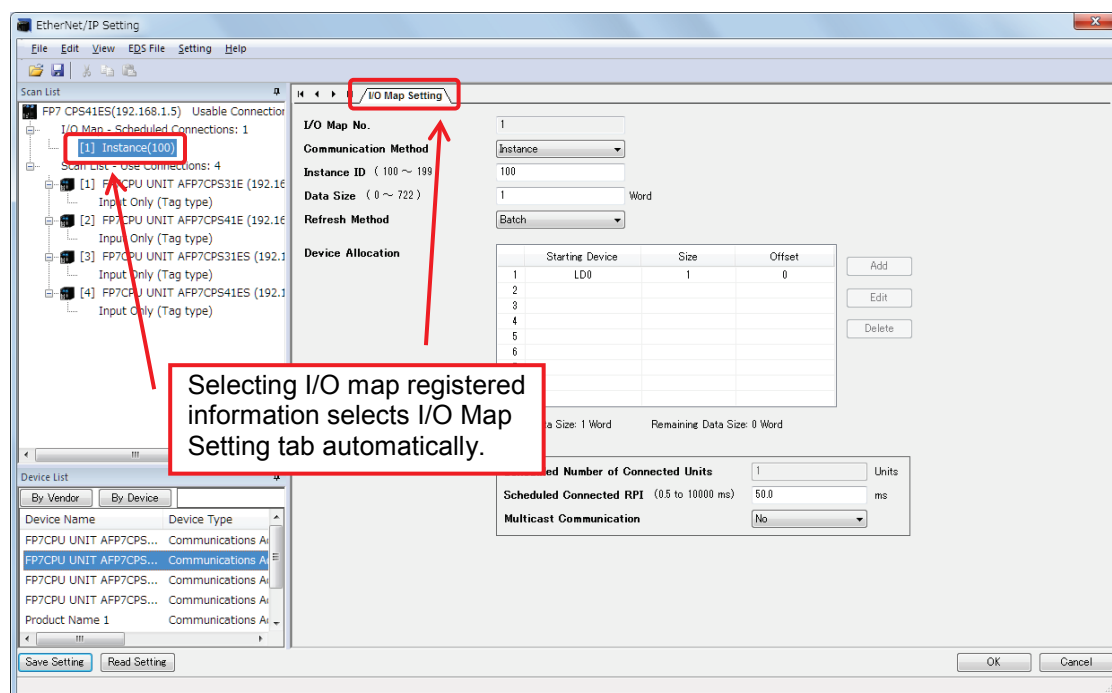 EtherNet/IP Setting
x
File Edit View EDS File Setting Help
Scan List
FP7 CPS41ES(192.168.1.5) Usable Connection
I/O Map - Scheduled Connections: 1
[1] Instance(100)
Scan List - Use Connections: 4
[1] FP7CPU UNIT AFP7CPS31E (192.16
Input Only (Tag type)
[2] FP7CPU UNIT AFP7CPS41E (192.16
Input Only (Tag type)
[3] FP7CPU UNIT AFP7CPS31ES (192.1
Input Only (Tag type)
[4] FP7CPU UNIT AFP7CPS41ES (192.1
Input Only (Tag type)
I/O Map Setting
I/O Map No. 1
Communication Method Instance
Instance ID ( 100 ~ 199 100
Data Size ( 0 ~ 722 ) 1 Word
Refresh Method Batch
Device Allocation
Starting Device Size Offset
1 LD0 1 0
2
3
4
5
6
Add
Edit
Delete
Selecting I/O map registered
information selects I/O Map
Setting tab automatically.
a Size: 1 Word Remaining Data Size: 0 Word
ed Number of Connected Units 1 Units
Scheduled Connected RPI (0.5 to 10000 ms) 50.0 ms
Multicast Communication No
Device List
By Vendor By Device
Device Name Device Type
FP7CPU UNIT AFP7CPS... Communications A
FP7CPU UNIT AFP7CPS... Communications A
FP7CPU UNIT AFP7CPS... Communications A
FP7CPU UNIT AFP7CPS... Communications A
Product Name 1 Communications A
Save Setting Read Setting
OK Cancel